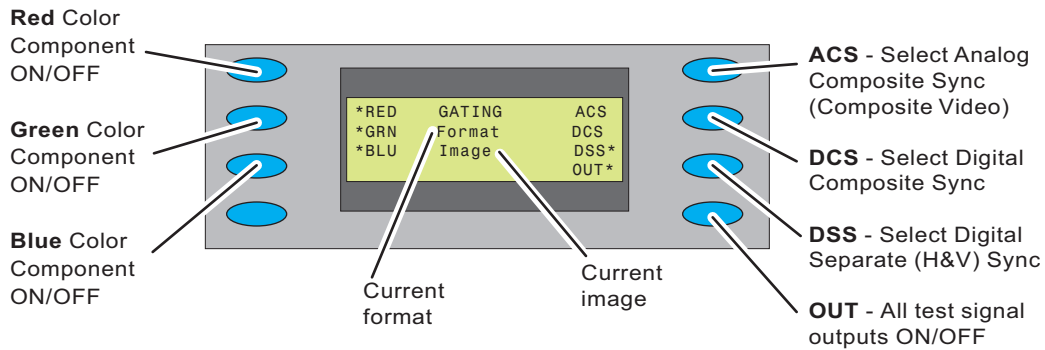 Red Color
Component
ON/OFF
Green Color
Component
ON/OFF
Blue Color
Component
ON/OFF
*RED GATING ACS
*GRN Format DCS
*BLU Image DSS*
OUT*
Current
format
Current
image
ACS - Select Analog
Composite Sync
(Composite Video)
DCS - Select Digital
Composite Sync
DSS - Select Digital
Separate (H&V) Sync
OUT - All test signal
outputs ON/OFF